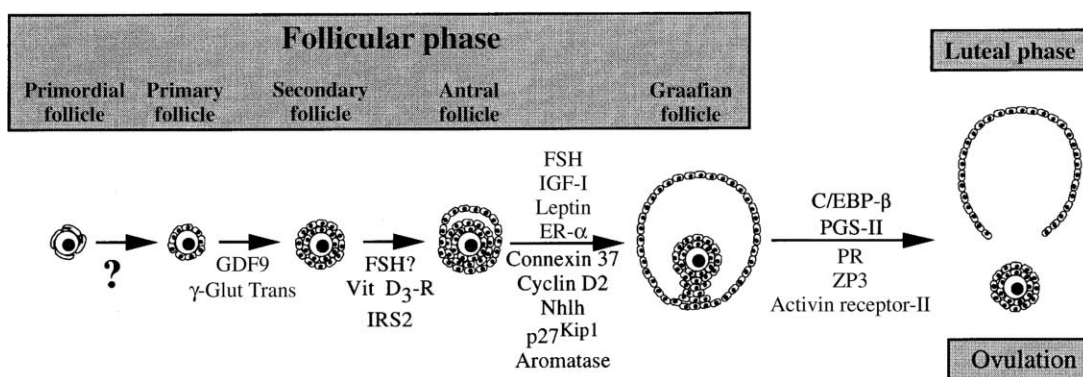 Follicular phase
Primordial
follicle
Primary
follicle
Secondary
follicle
Antral
follicle
Graafian
follicle
Luteal phase
?
GDF9
γ-Glut Trans
FSH?
Vit D3-R
IRS2
FSH
IGF-I
Leptin
ER-α
Connexin 37
Cyclin D2
Nhlh
p27Kip1
Aromatase
C/EBP-β
PGS-II
PR
ZP3
Activin receptor-II
Ovulation